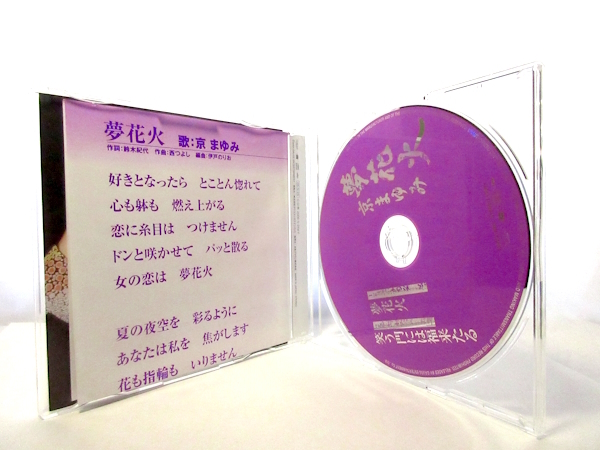 夢花火 歌:京 まゆみ
作詞:鈴木紀代 作曲:西つよし 編曲:伊戸のりお
好きとなったら とことん惚れて
心も躰も 燃え上がる
恋に糸目は つけません
ドンと咲かせて パッと散る
女の恋は 夢花火
夏の夜空を 彩るように
あなたは私を 焦がします
花も指輪も いりません
夢花火
京まゆみ
夢花火
笑う門には福来たる